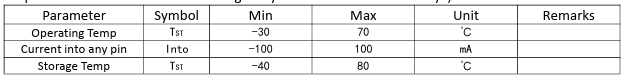 Parameter Symbol Min Max Unit Remarks
Operating Temp TST -30 70 ℃
Current into any pin Into -100 100 mA
Storage Temp TST -40 80 ℃